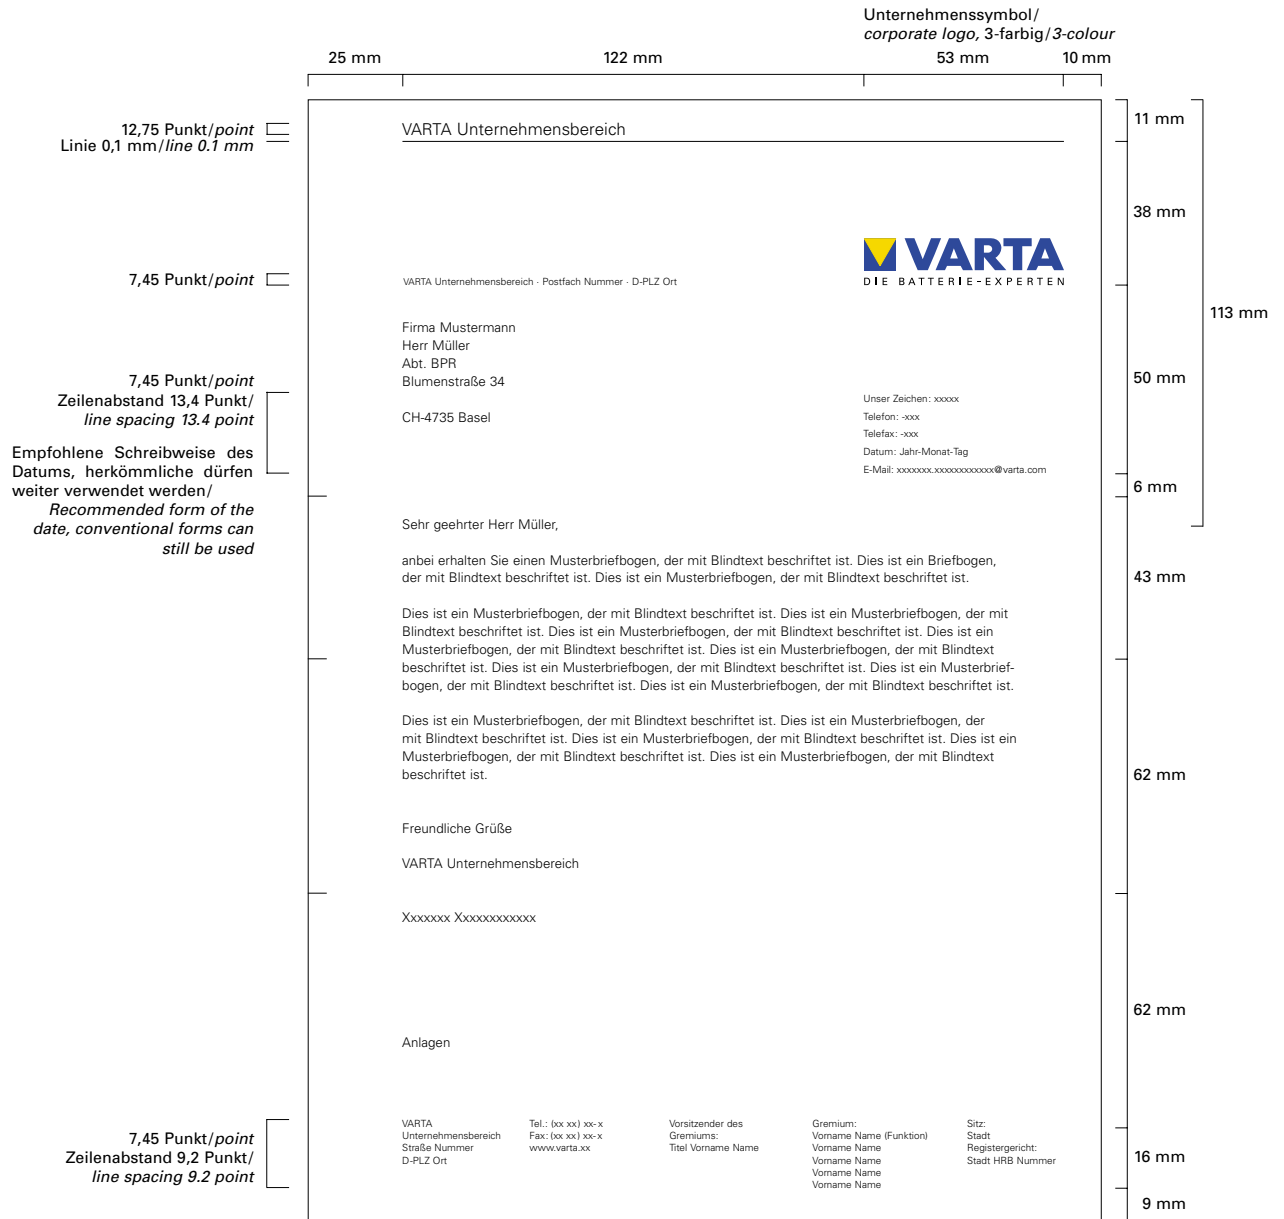 Unternehmenssymbol/
corporate logo, 3-farbig/3-colour
25 mm
122 mm
53 mm
10 mm
12,75 Punkt/point
Linie 0,1 mm/line 0.1 mm
VARTA Unternehmensbereich
11 mm
38 mm
VARTA
DIE BATTERIE-EXPERTEN
7,45 Punkt/point
VARTA Unternehmensbereich · Postfach Nummer · D-PLZ Ort
113 mm
Firma Mustermann
Herr Müller
Abt. BPR
Blumenstraße 34
CH-4735 Basel
50 mm
7,45 Punkt/point
Zeilenabstand 13,4 Punkt/
line spacing 13.4 point
Empfohlene Schreibweise des
Datums, herkömmliche dürfen
weiter verwendet werden/
Recommended form of the
date, conventional forms can
still be used
Unser Zeichen: xxxxx
Telefon: -xxx
Telefax: -xxx
Datum: Jahr-Monat-Tag
E-Mail: xxxxxxx.xxxxxxxxxxxx@varta.com
6 mm
Sehr geehrter Herr Müller,
anbei erhalten Sie einen Musterbriefbogen, der mit Blindtext beschriftet ist. Dies ist ein Briefbogen,
der mit Blindtext beschriftet ist. Dies ist ein Musterbriefbogen, der mit Blindtext beschriftet ist.
43 mm
Dies ist ein Musterbriefbogen, der mit Blindtext beschriftet ist. Dies ist ein Musterbriefbogen, der mit
Blindtext beschriftet ist. Dies ist ein Musterbriefbogen, der mit Blindtext beschriftet ist. Dies ist ein
Musterbriefbogen, der mit Blindtext beschriftet ist. Dies ist ein Musterbriefbogen, der mit Blindtext
beschriftet ist. Dies ist ein Musterbriefbogen, der mit Blindtext beschriftet ist. Dies ist ein Musterbrief-
bogen, der mit Blindtext beschriftet ist. Dies ist ein Musterbriefbogen, der mit Blindtext beschriftet ist.
Dies ist ein Musterbriefbogen, der mit Blindtext beschriftet ist. Dies ist ein Musterbriefbogen, der
mit Blindtext beschriftet ist. Dies ist ein Musterbriefbogen, der mit Blindtext beschriftet ist. Dies ist ein
Musterbriefbogen, der mit Blindtext beschriftet ist. Dies ist ein Musterbriefbogen, der mit Blindtext
beschriftet ist.
62 mm
Freundliche Grüße
VARTA Unternehmensbereich
Xxxxxxx Xxxxxxxxxxxx
62 mm
Anlagen
7,45 Punkt/point
Zeilenabstand 9,2 Punkt/
line spacing 9.2 point
VARTA
Unternehmensbereich
Straße Nummer
D-PLZ Ort
Tel.: (xx xx) xx-x
Fax: (xx xx) xx-x
www.varta.xx
Vorsitzender des
Gremiums:
Titel Vorname Name
Gremium:
Vorname Name (Funktion)
Vorname Name
Vorname Name
Vorname Name
Vorname Name
Sitz:
Stadt
Registergericht:
Stadt HRB Nummer
16 mm
9 mm